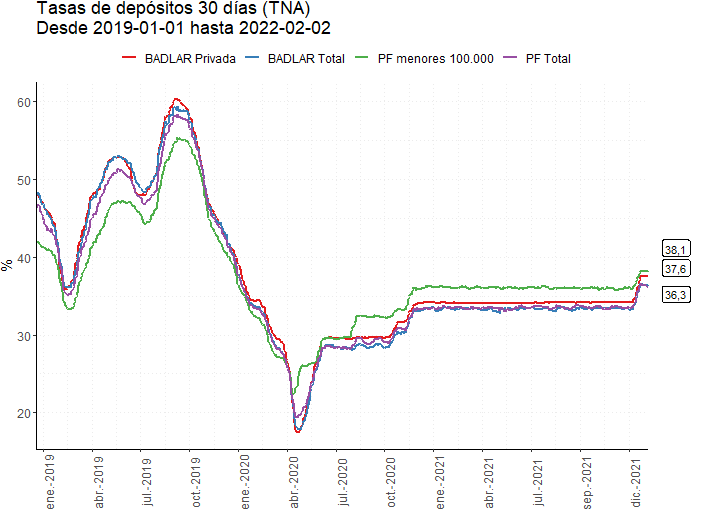 Tasas de depósitos 30 días (TNA)
Desde 2019-01-01 hasta 2022-02-02
BADLAR Privada BADLAR Total PF menores 100.000 PF Total
%
60
50
40
30
20
38,1
37,6
36,3
ene.-2019
abr.-2019
jul.-2019
oct.-2019
ene.-2020
abr.-2020
jul.-2020
oct.-2020
ene.-2021
abr.-2021
jul.-2021
sep.-2021
dic.-2021